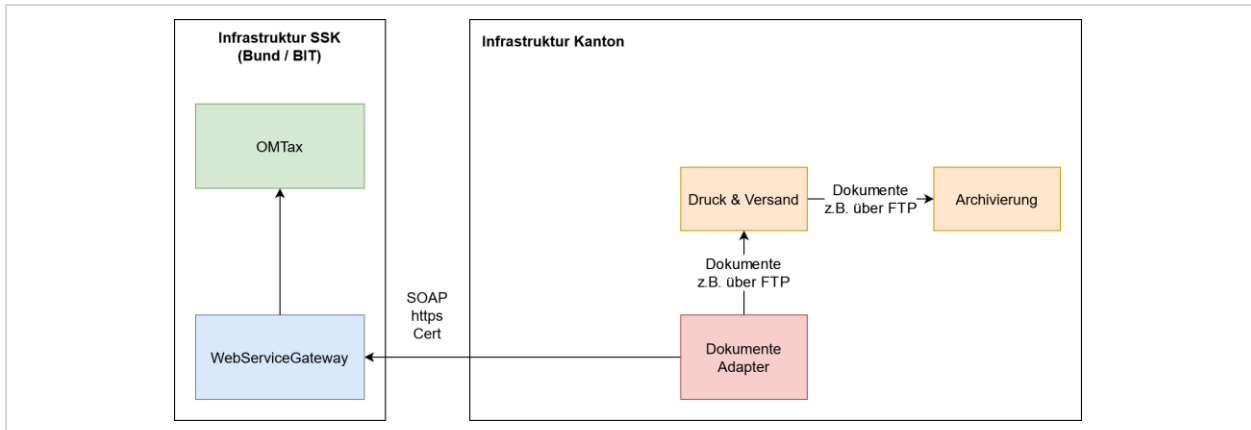 Infrastruktur SSK
(Bund / BIT)
Infrastruktur Kanton
OMTax
Druck & Versand
Dokumente
z.B. über FTP
Archivierung
Dokumente
z.B. über FTP
SOAP
https
Cert
WebServiceGateway
Dokumente
Adapter